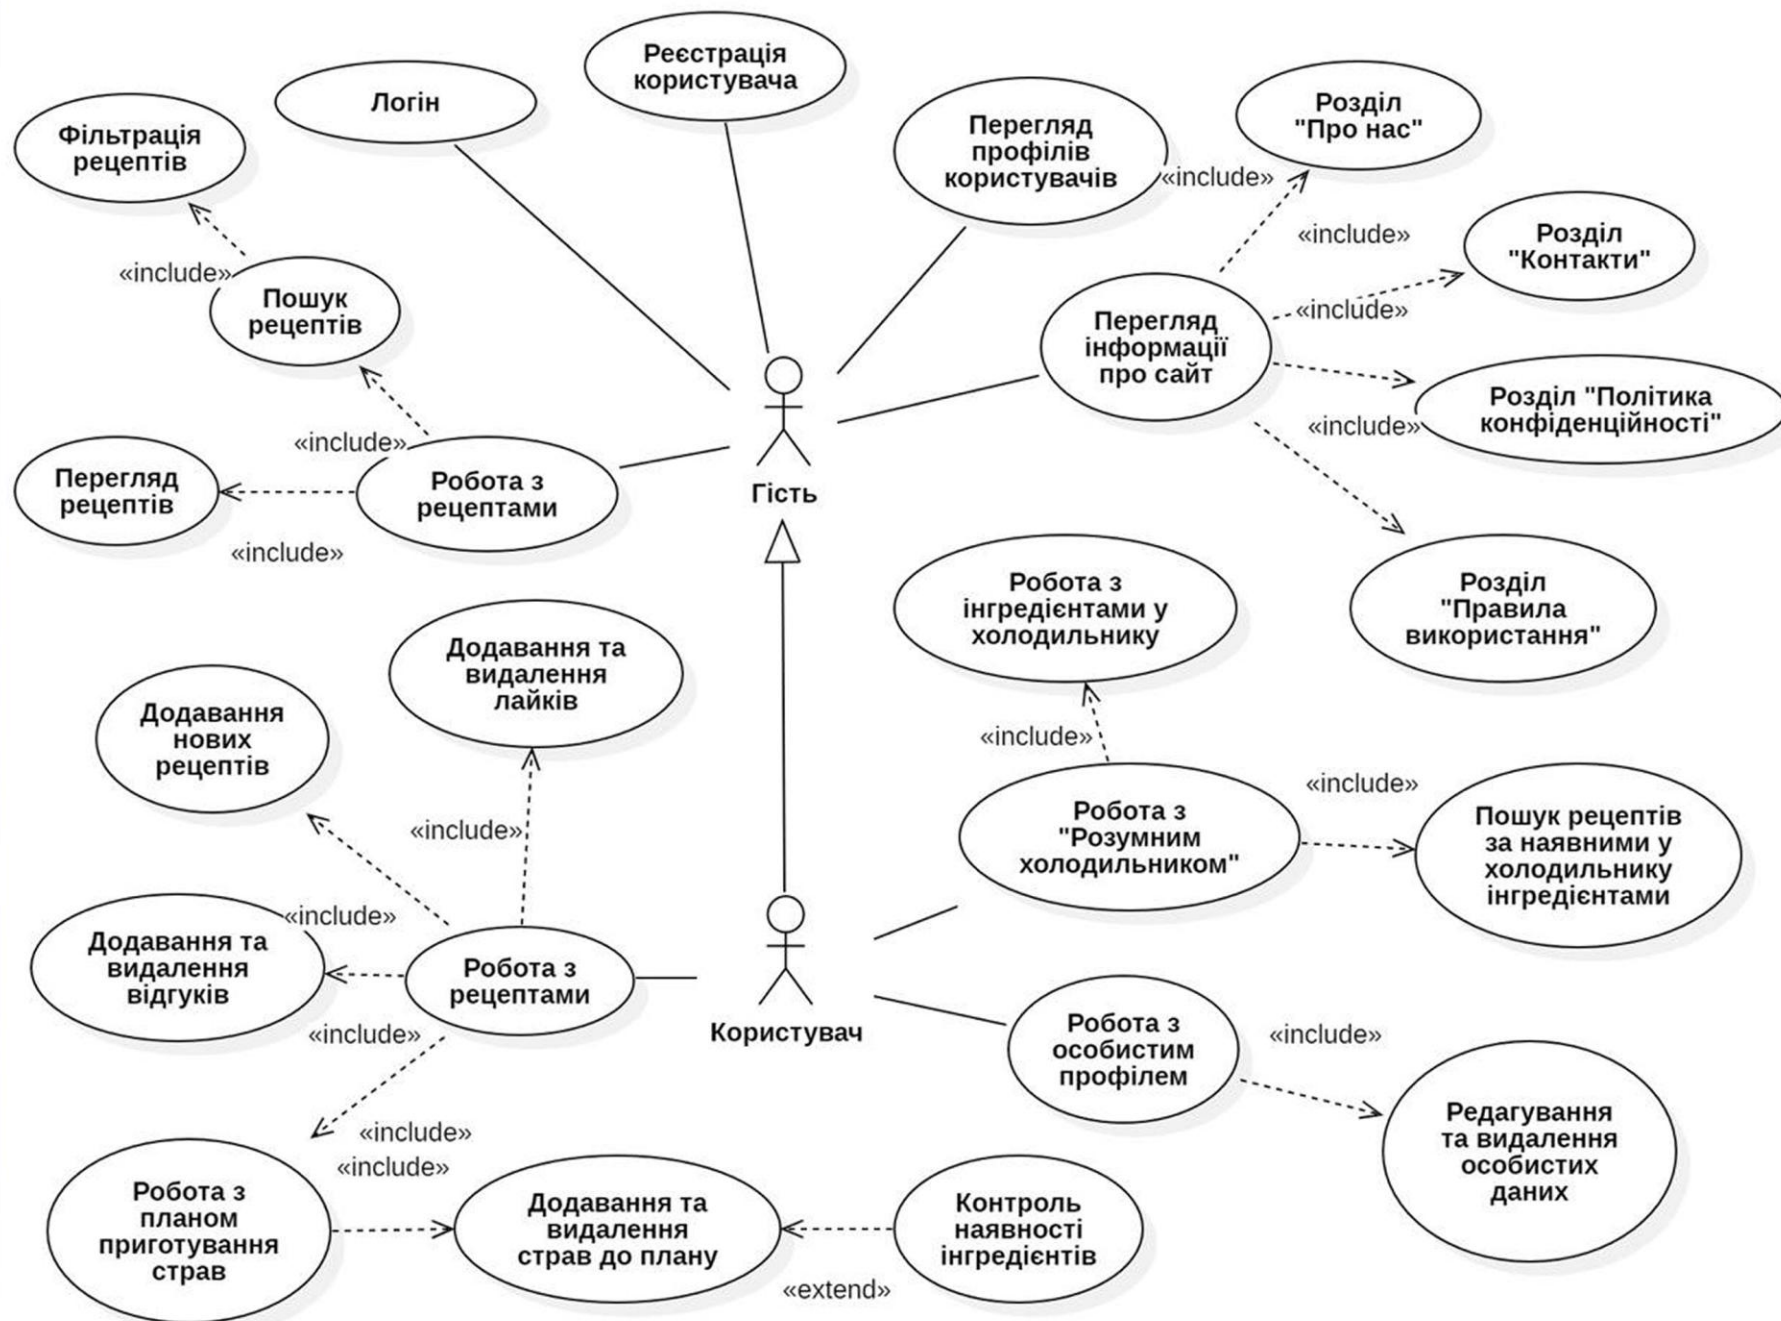 Реєстрація
користувача
Логін
Фільтрація
рецептів
Перегляд
профілів
користувачів
Розділ
"Про нас"
«include»
«include»
Розділ
"Контакти"
«include»
Пошук
рецептів
«include»
Перегляд
інформації
про сайт
Розділ "Політика
конфіденційності"
«include»
«include»
Перегляд
рецептів
Робота з
рецептами
Гість
«include»
Робота з
інгредієнтами у
холодильнику
Розділ
"Правила
використання"
Додавання та
видалення
лайків
Додавання
нових
рецептів
«include»
«include»
«include»
Робота з
"Розумним
холодильником"
Пошук рецептів
за наявними у
холодильнику
інгредієнтами
«include»
Додавання та
видалення
відгуків
Робота з
рецептами
Користувач
«include»
Робота з
особистим
профілем
«include»
Редагування
та видалення
особистих
даних
«include»
«include»
Робота з
планом
приготування
страв
Додавання та
видалення
страв до плану
Контроль
наявності
інгредієнтів
«extend»